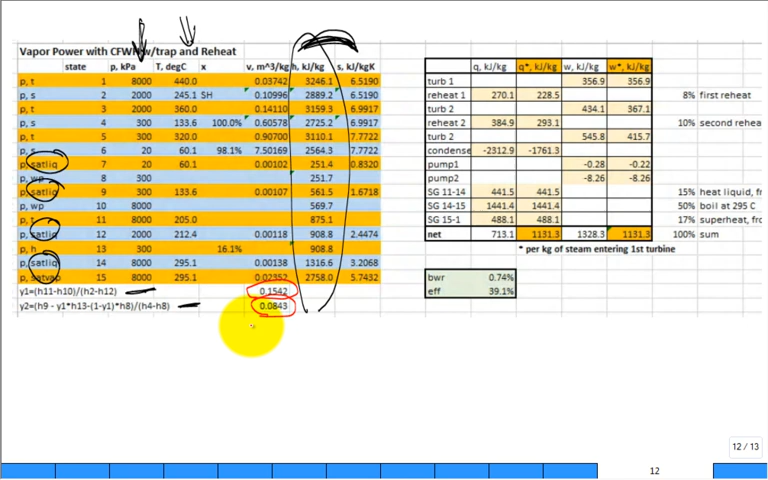 Vapor Power with CFWH w/trap and Reheat
state p, kPa T, degC x v, m^3/kg h, kJ/kg s, kJ/kgK
p, t 1 8000 440.0 0.03742 3246.1 6.5190
p, s 2 2000 245.1 SH 0.10996 2889.2 6.5190
p, t 3 2000 360.0 0.14110 3159.3 6.9917
p, s 4 300 133.6 100.0% 0.60578 2725.2 6.9917
p, t 5 300 320.0 0.90700 3110.1 7.7722
p, s 6 20 60.1 98.1% 7.50169 2564.3 7.7722
p, satliq 7 20 60.1 0.00102 251.4 0.8320
p, wp 8 300 251.7
p, satliq 9 300 133.6 0.00107 561.5 1.6718
p, wp 10 8000 569.7
p, t 11 8000 205.0 875.1
p, satliq 12 2000 212.4 0.00118 908.8 2.4474
p, h 13 300 16.1% 908.8
p, satliq 14 8000 295.1 0.00138 1316.6 3.2068
p, satvap 15 8000 295.1 0.02352 2758.0 5.7432
y1=(h11-h10)/(h2-h12) 0.1542
y2=(h9 - y1*h13-(1-y1)*h8)/(h4-h8) 0.0843
q, kJ/kg q*, kJ/kg w, kJ/kg w*, kJ/kg
turb 1 356.9 356.9
reheat 1 270.1 228.5 8% first reheat
turb 2 434.1 367.1
reheat 2 384.9 293.1 10% second rehea
turb 2 545.8 415.7
condense -2312.9 -1761.3
pump1 -0.28 -0.22
pump2 -8.26 -8.26
SG 11-14 441.5 441.5 15% heat liquid, fr
SG 14-15 1441.4 1441.4 50% boil at 295 C
SG 15-1 488.1 488.1 17% superheat, fro
net 713.1 1131.3 1328.3 1131.3 100% sum
* per kg of steam entering 1st turbine
bwr 0.74%
eff 39.1%
12 / 13
12